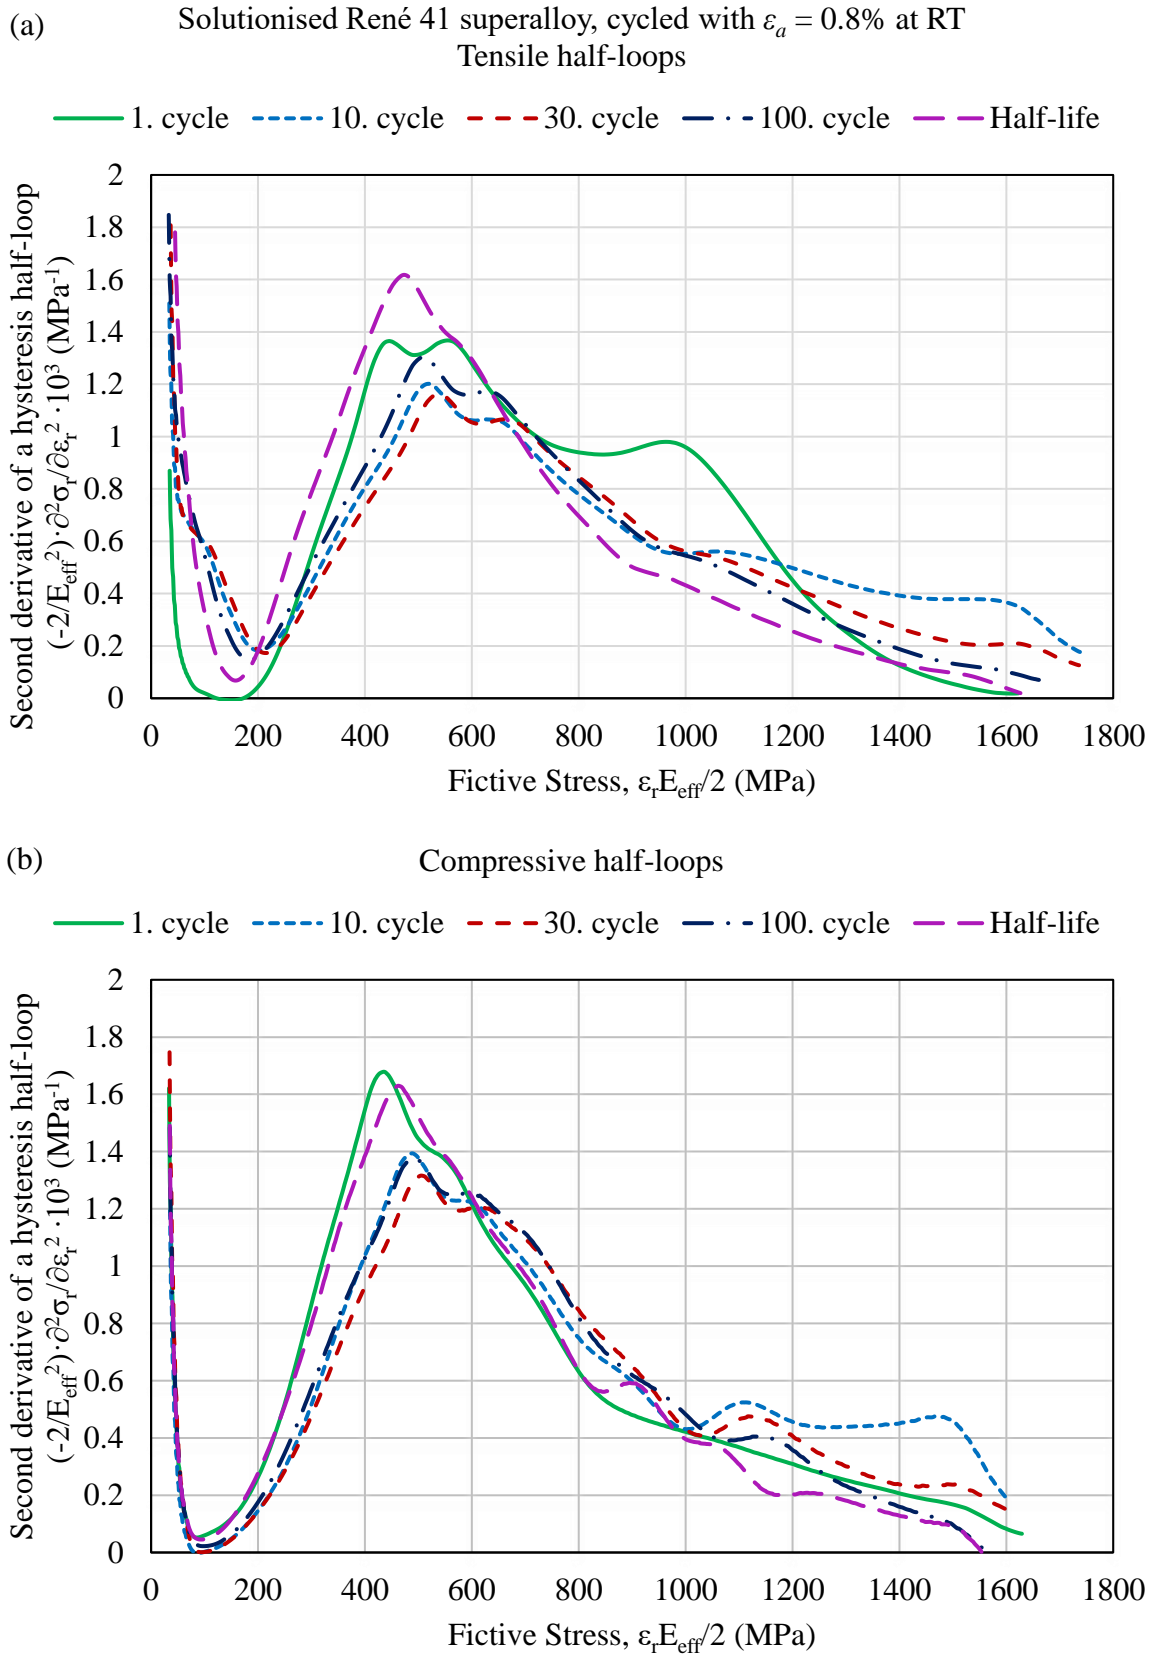 (a)
Solutionised René 41 superalloy, cycled with εₐ = 0.8% at RT
Tensile half-loops
1. cycle 10. cycle 30. cycle 100. cycle Half-life
Second derivative of a hysteresis half-loop
(-2/E_eff²)·∂²σᵣ/∂εᵣ² ·10³ (MPa⁻¹)
2
1.8
1.6
1.4
1.2
1
0.8
0.6
0.4
0.2
0
0 200 400 600 800 1000 1200 1400 1600 1800
Fictive Stress, εᵣE_eff/2 (MPa)
(b)
Compressive half-loops
1. cycle 10. cycle 30. cycle 100. cycle Half-life
Second derivative of a hysteresis half-loop
(-2/E_eff²)·∂²σᵣ/∂εᵣ² ·10³ (MPa⁻¹)
2
1.8
1.6
1.4
1.2
1
0.8
0.6
0.4
0.2
0
0 200 400 600 800 1000 1200 1400 1600 1800
Fictive Stress, εᵣE_eff/2 (MPa)